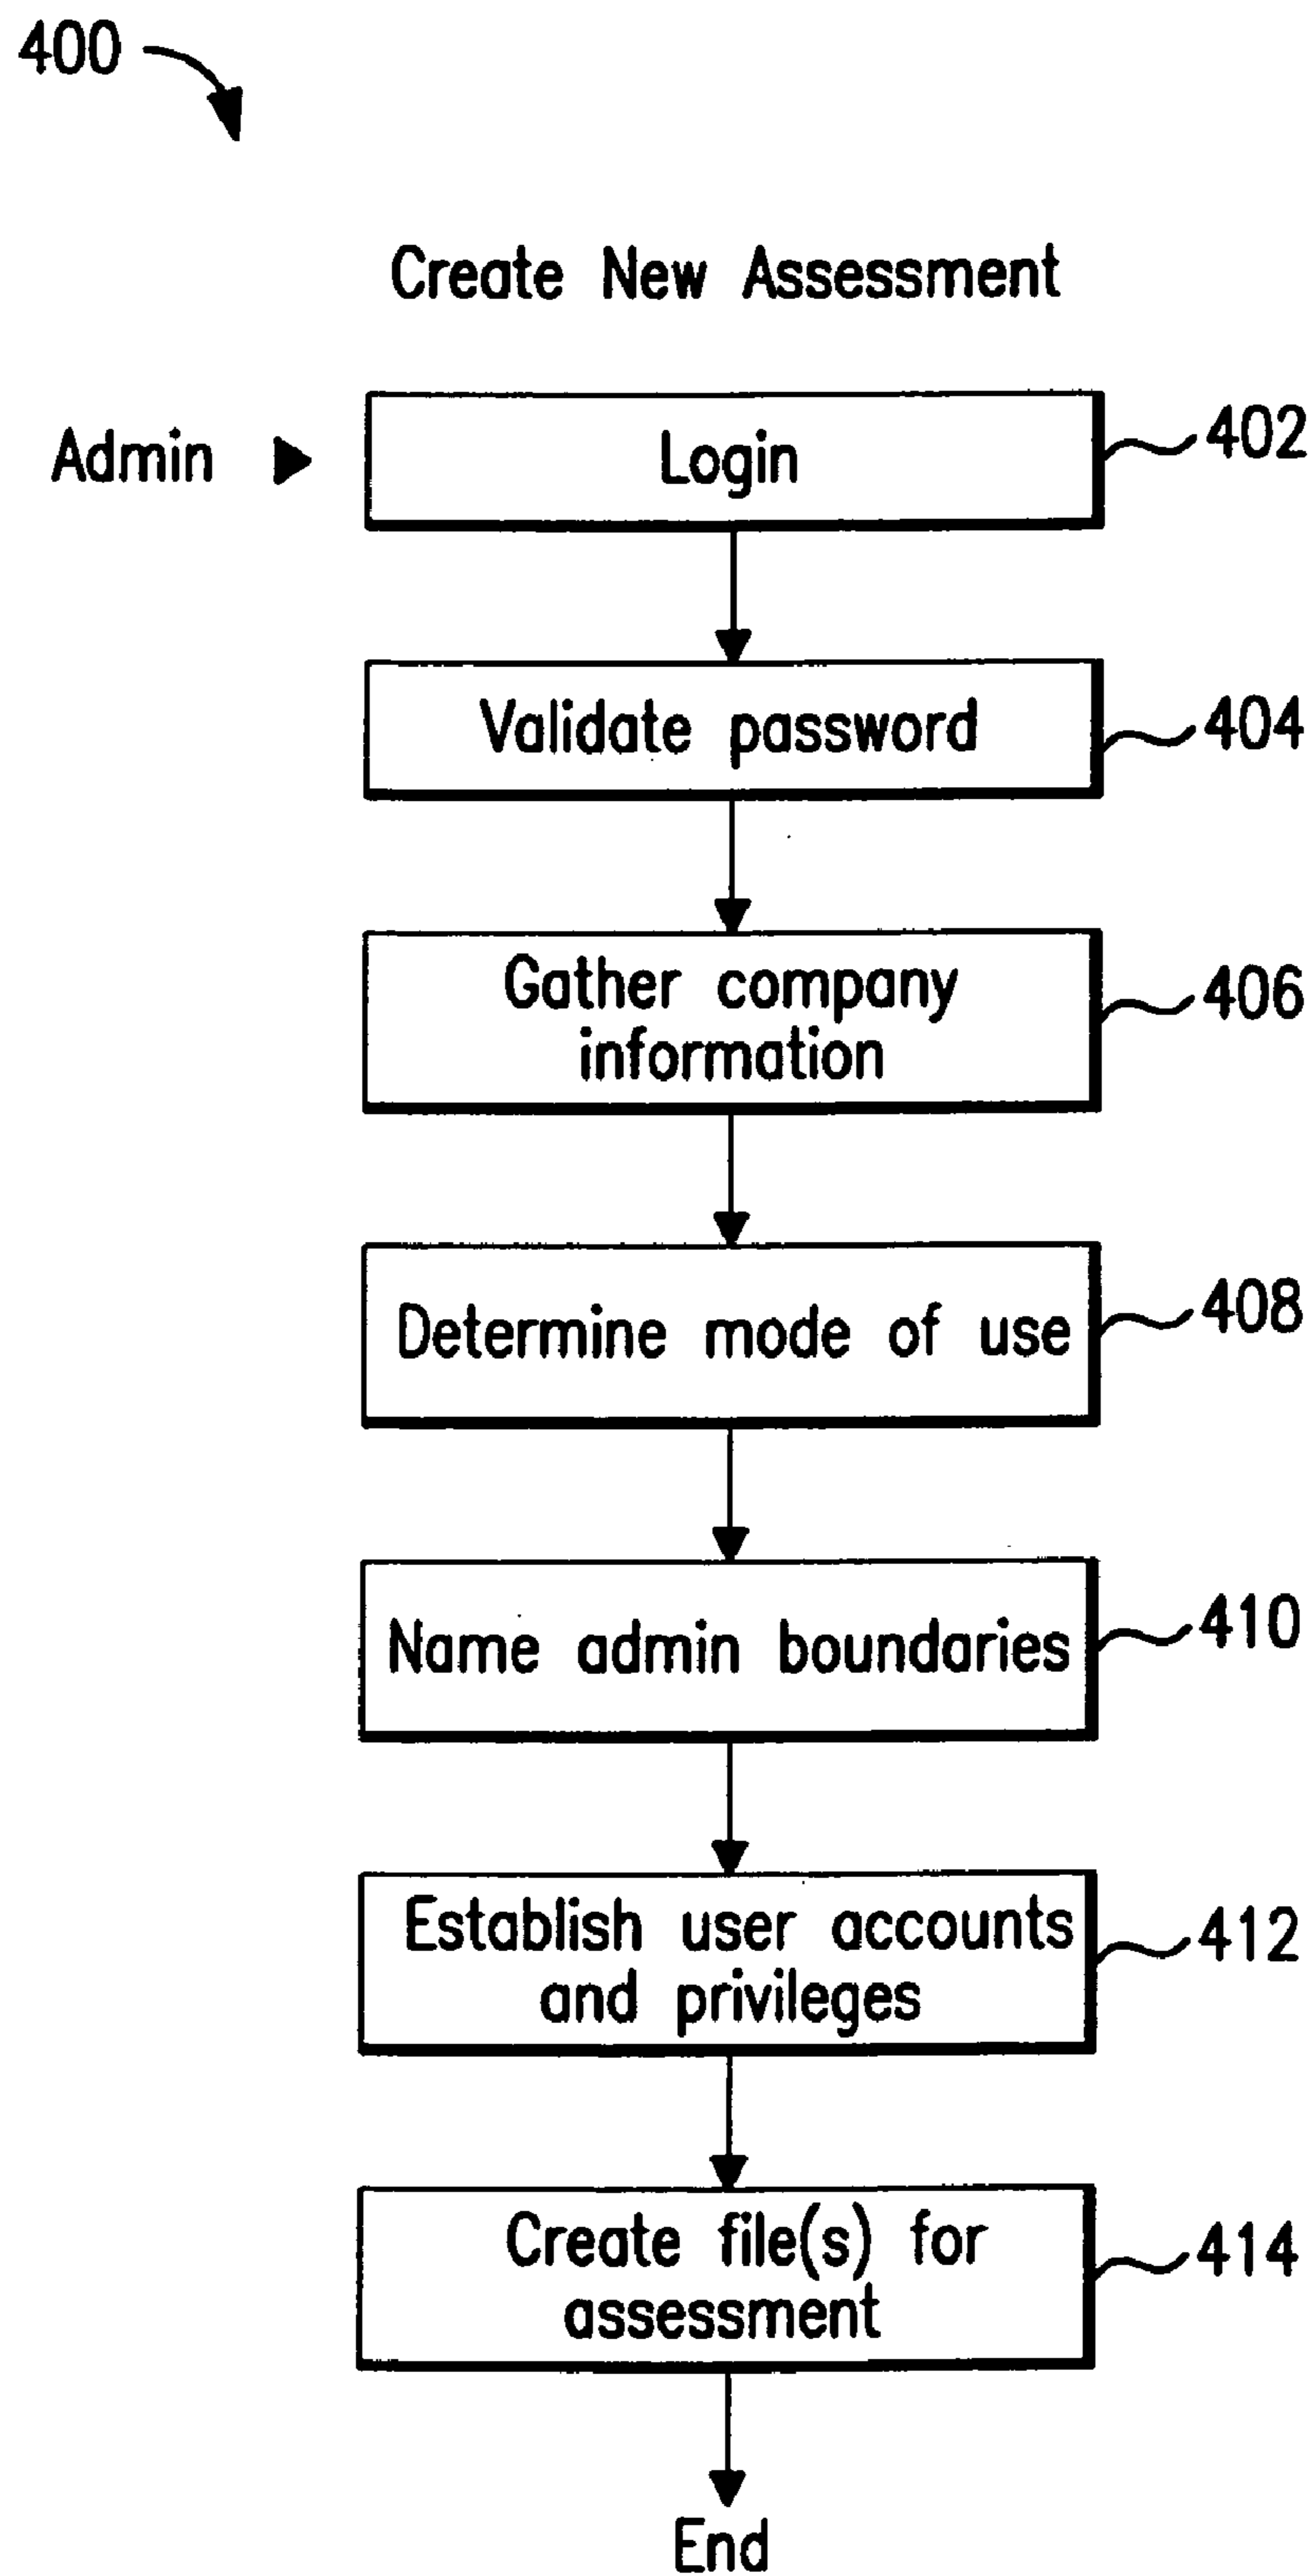 400
Create New Assessment
Admin
Login
402
Validate password
404
Gather company
information
406
Determine mode of use
408
Name admin boundaries
410
Establish user accounts
and privileges
412
Create file(s) for
assessment
414
End